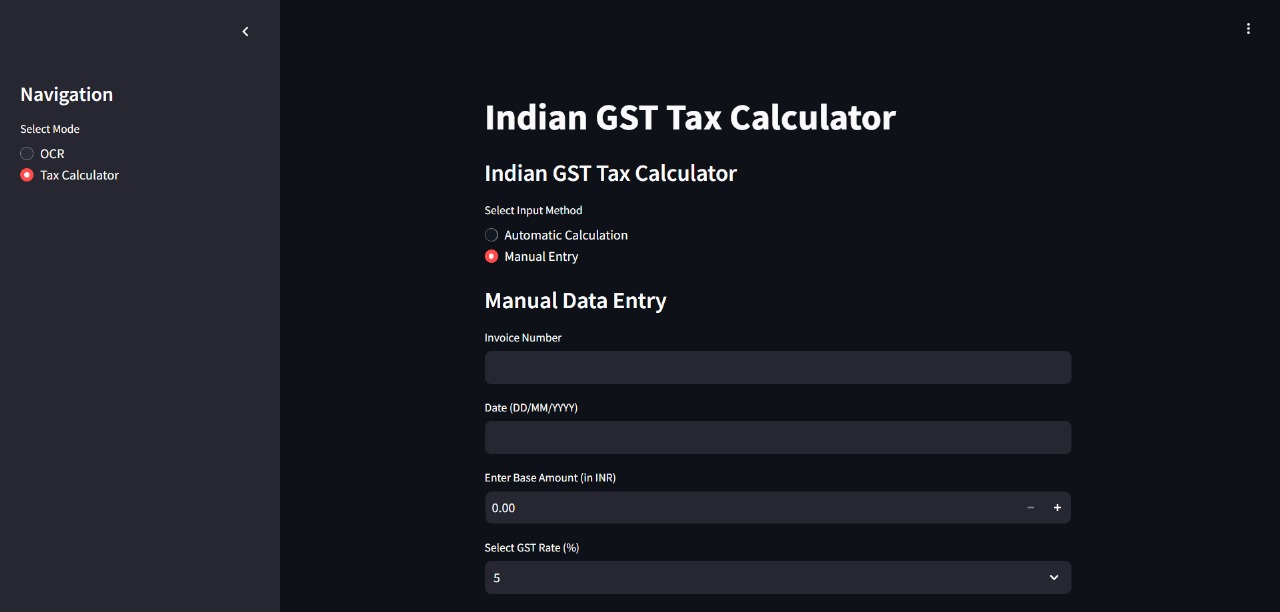 Navigation
Select Mode
OCR
Tax Calculator
Indian GST Tax Calculator
Indian GST Tax Calculator
Select Input Method
Automatic Calculation
Manual Entry
Manual Data Entry
Invoice Number
Date (DD/MM/YYYY)
Enter Base Amount (in INR)
0.00
Select GST Rate (%)
5